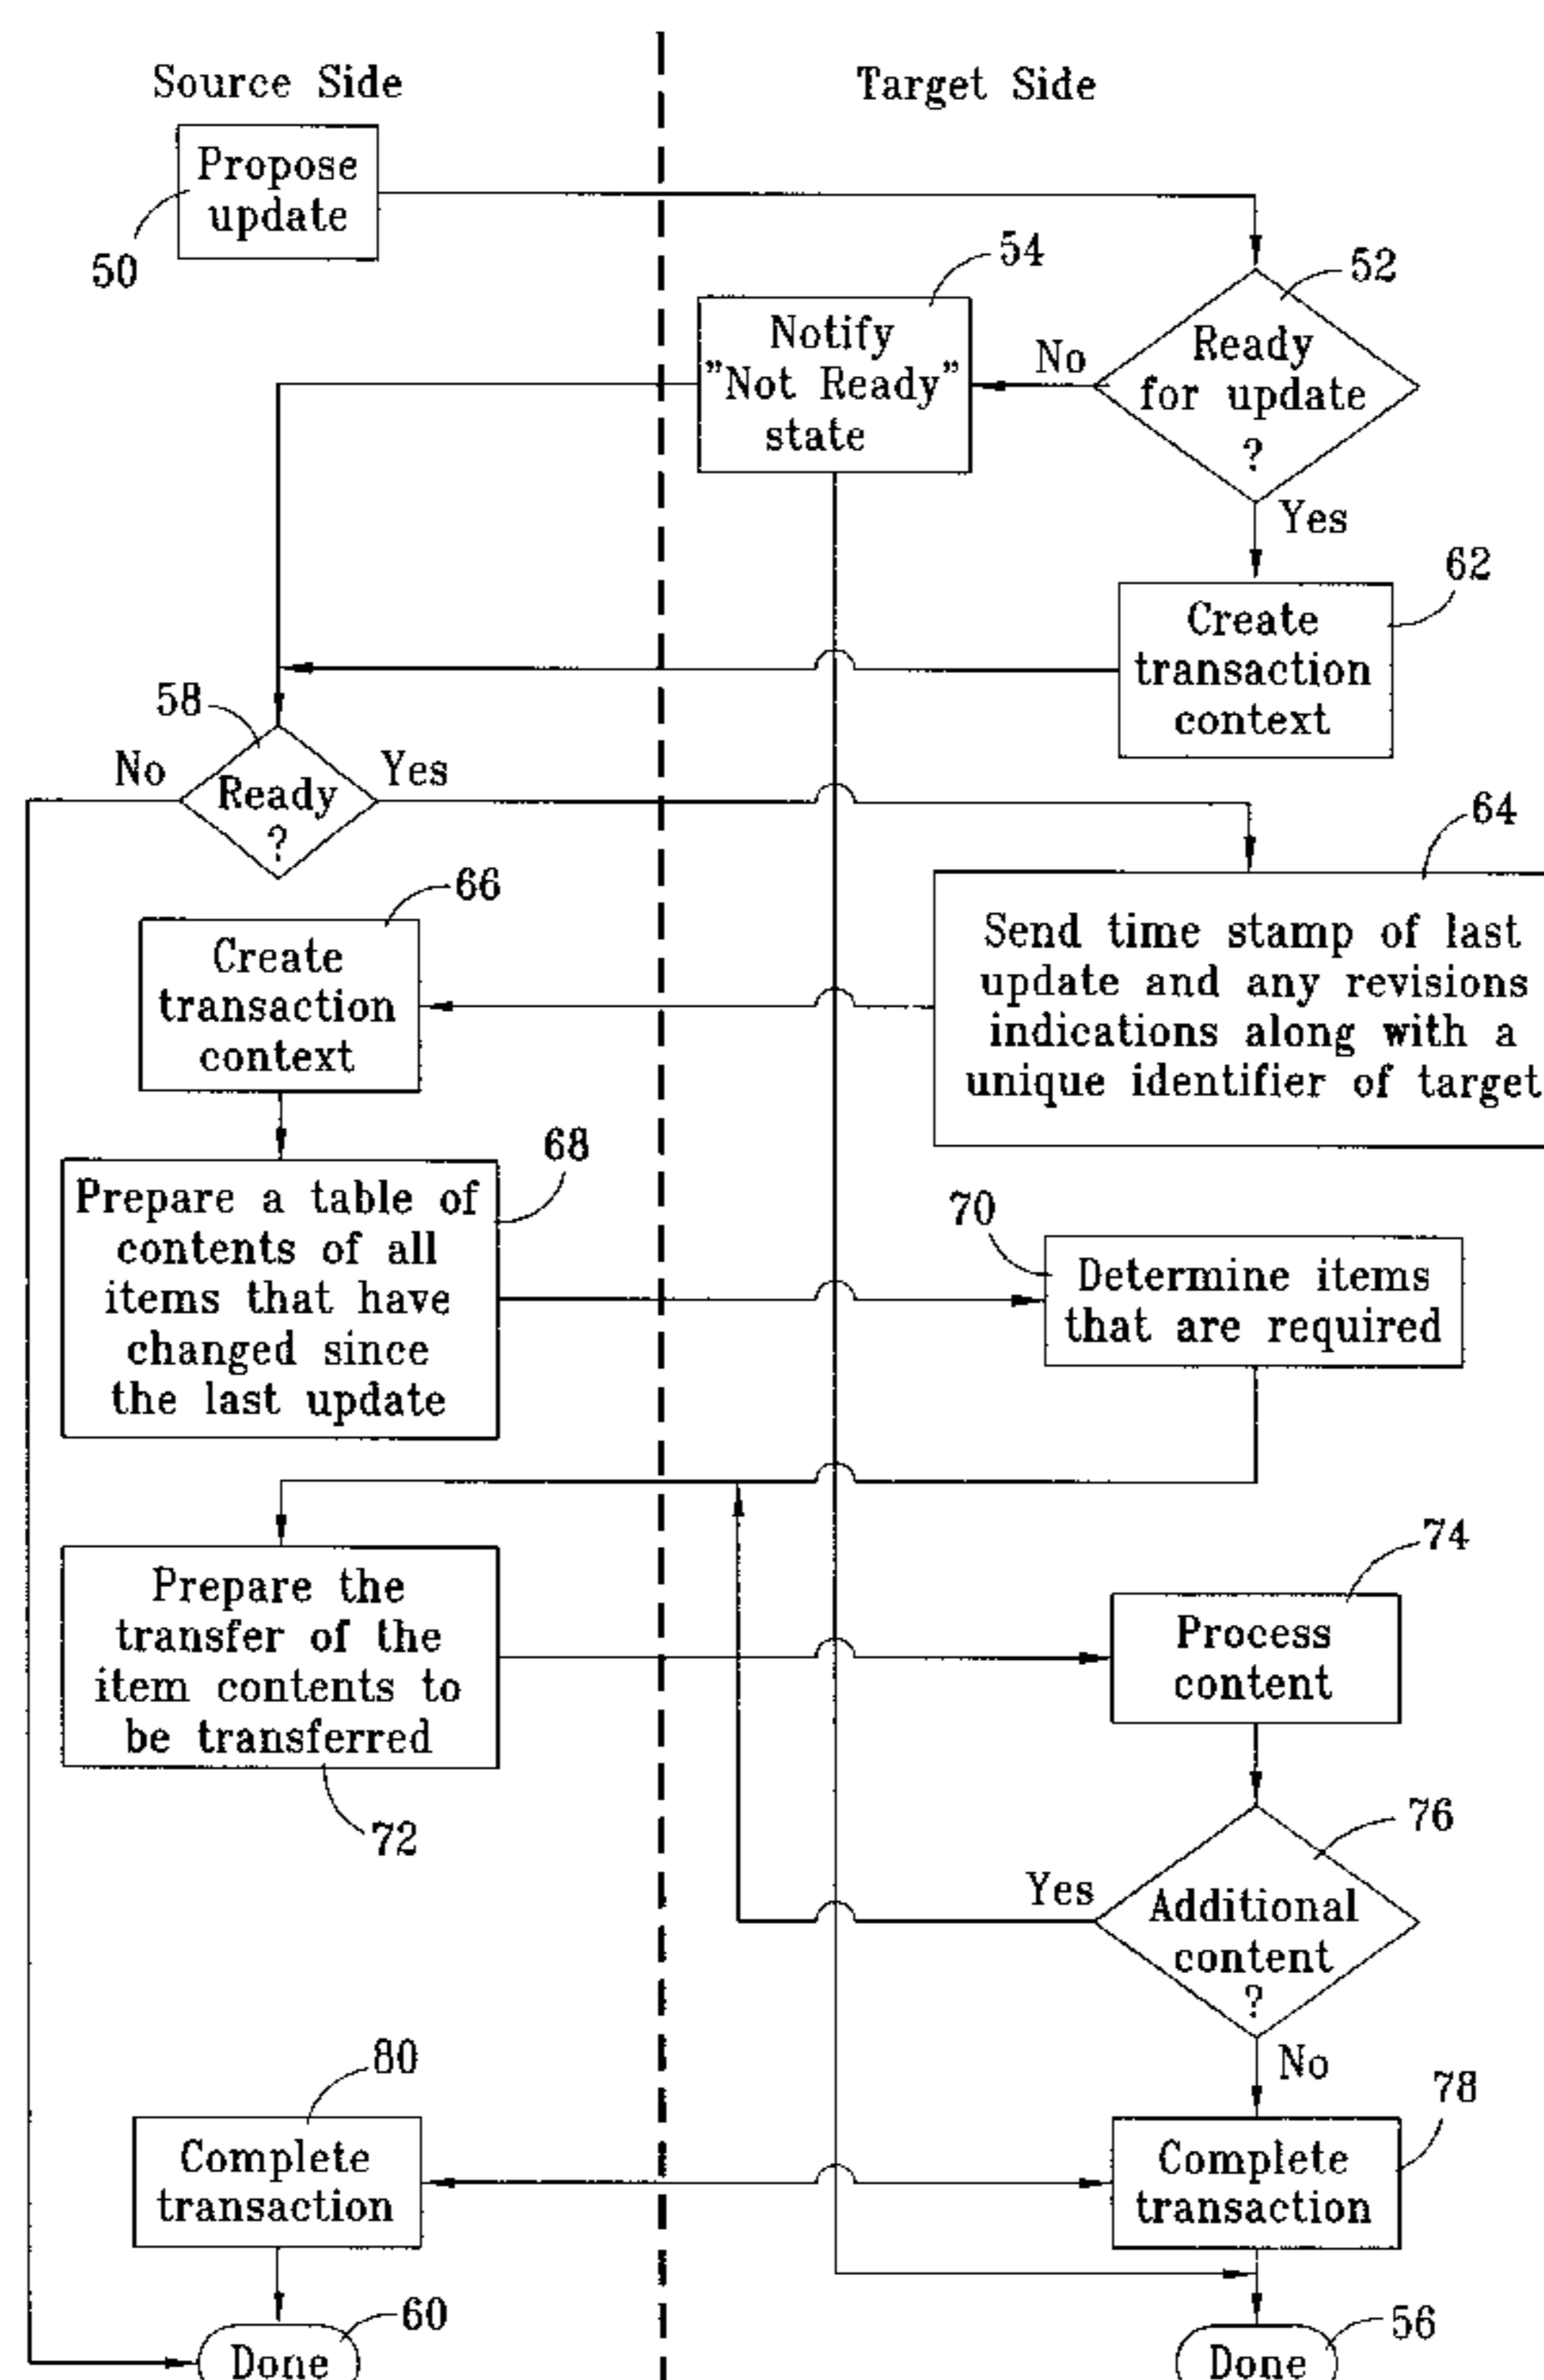 Source Side
Target Side
Propose
update
50
54
52
Notify
"Not Ready"
state
No
Ready
for update
?
Yes
62
Create
transaction
context
58
No
Yes
Ready
?
64
66
Send time stamp of last
update and any revisions
indications along with a
unique identifier of target
Create
transaction
context
68
Prepare a table of
contents of all
items that have
changed since
the last update
70
Determine items
that are required
74
Prepare the
transfer of the
item contents to
be transferred
72
Process
content
76
Yes
Additional
content
?
No
80
78
Complete
transaction
Complete
transaction
60
Done
56
Done